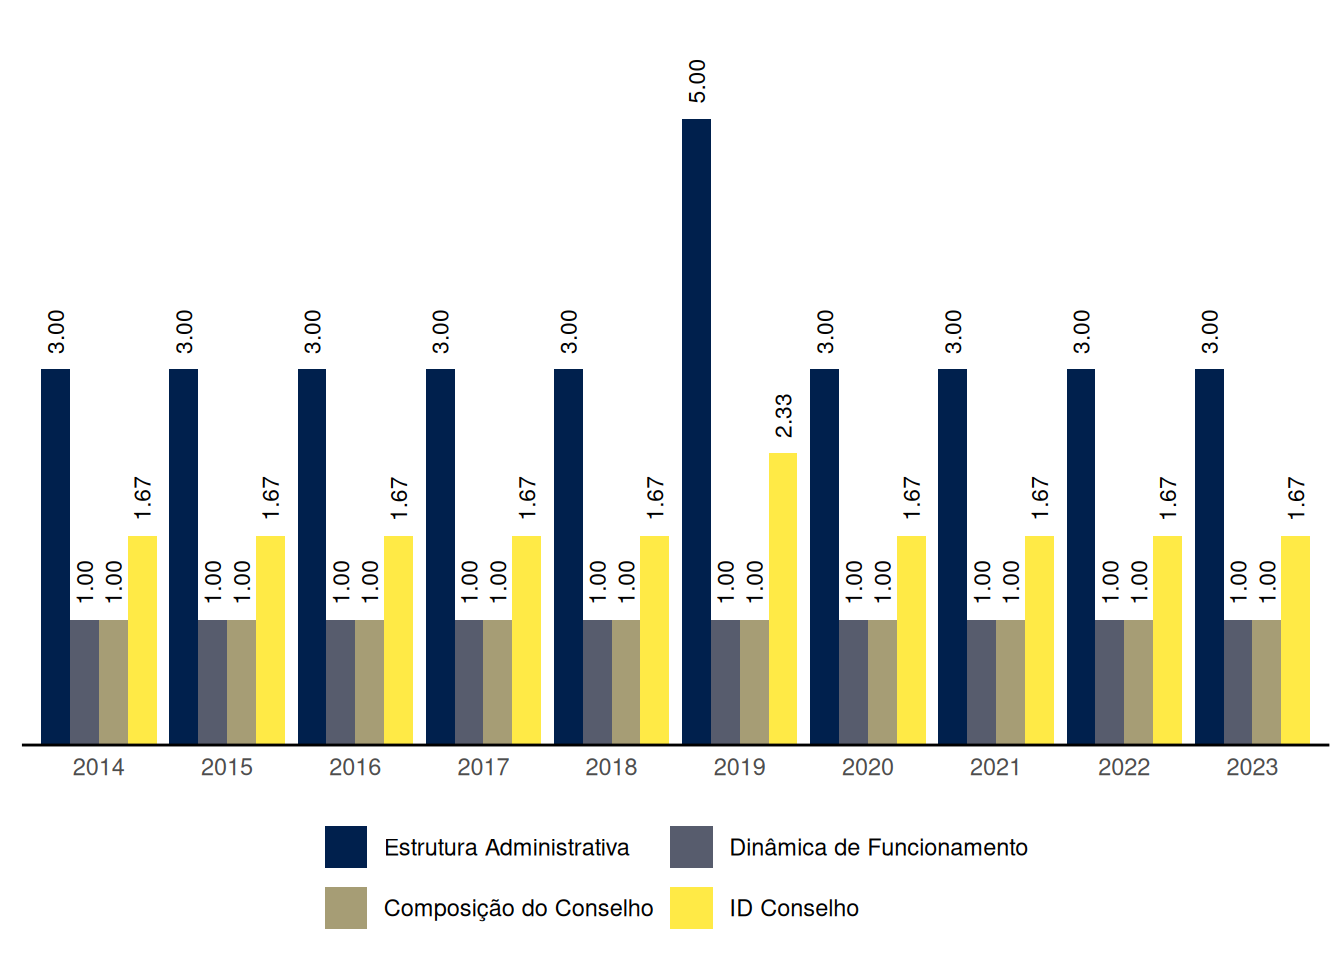 5.00
3.00 3.00 3.00 3.00 3.00 3.00 3.00 3.00 3.00
2.33
1.67 1.67 1.67 1.67 1.67 1.67 1.67 1.67 1.67
1.00 1.00 1.00 1.00 1.00 1.00 1.00 1.00 1.00 1.00 1.00 1.00 1.00 1.00 1.00 1.00 1.00 1.00 1.00 1.00
2014 2015 2016 2017 2018 2019 2020 2021 2022 2023
Estrutura Administrativa Dinâmica de Funcionamento
Composição do Conselho ID Conselho